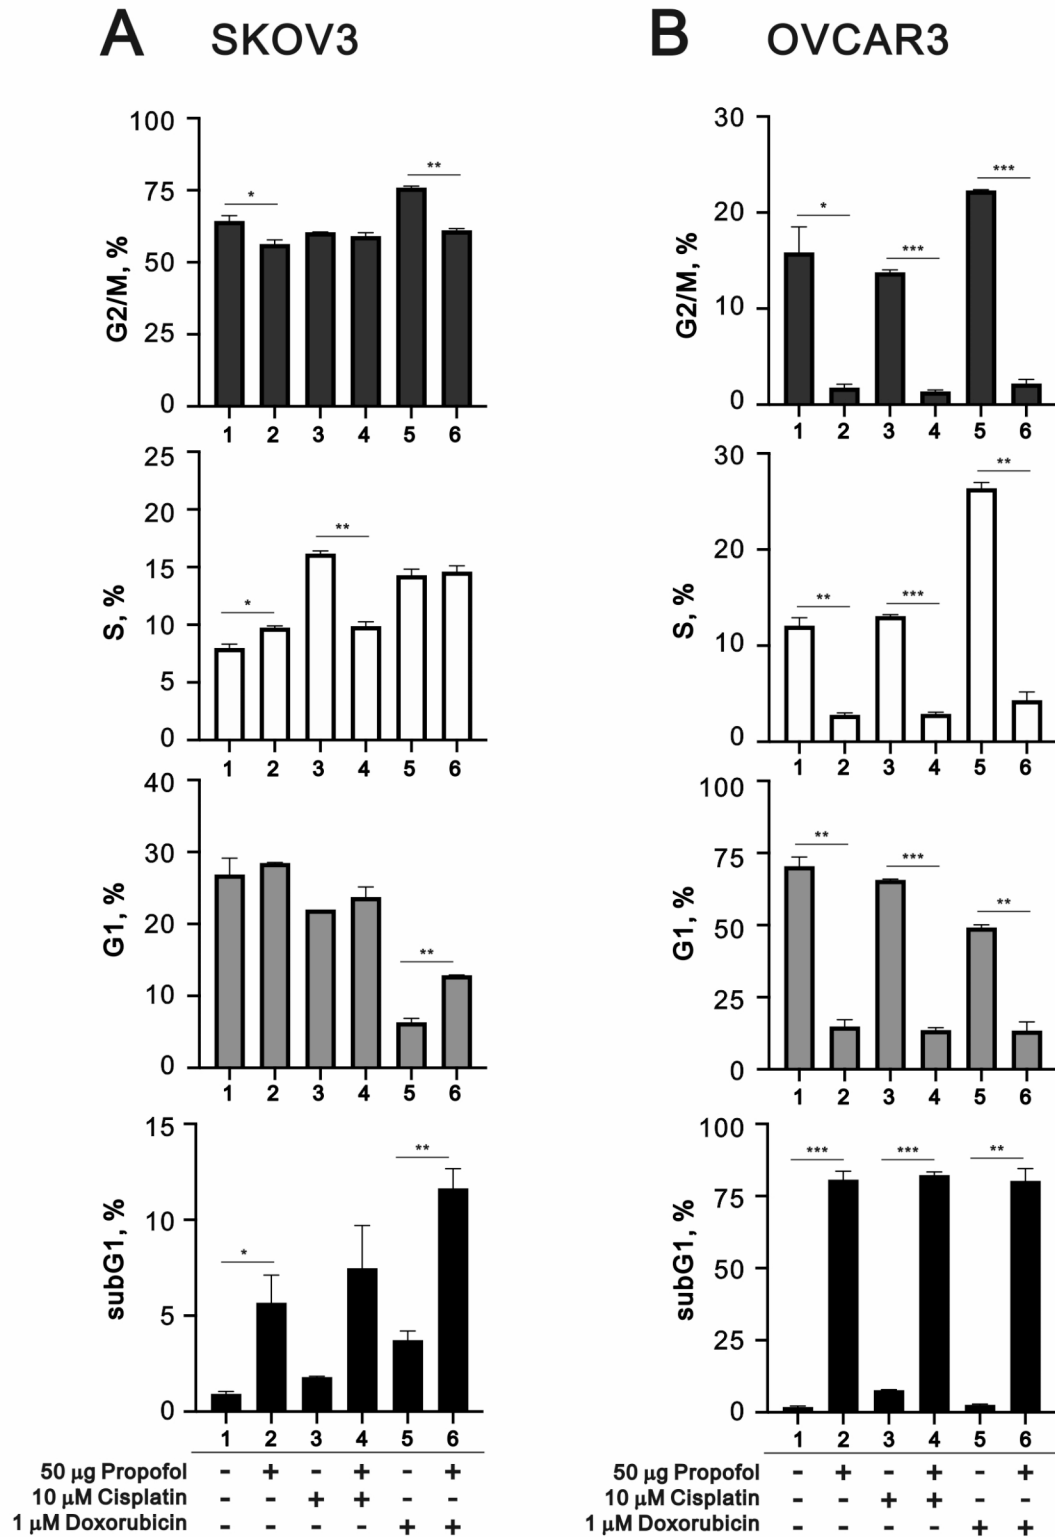 A SKOV3
B OVCAR3
G2/M, %
100
75
50
25
0
* **
1 2 3 4 5 6
G2/M, %
30
20
10
0
* *** ***
1 2 3 4 5 6
S, %
25
20
15
10
5
0
* **
1 2 3 4 5 6
S, %
30
20
10
0
** *** **
1 2 3 4 5 6
G1, %
40
30
20
10
0
**
1 2 3 4 5 6
G1, %
100
75
50
25
0
** *** **
1 2 3 4 5 6
subG1, %
15
10
5
0
* **
1 2 3 4 5 6
50 µg Propofol - + - + - +
10 µM Cisplatin - - + + - -
1 µM Doxorubicin - - - - + +
subG1, %
100
75
50
25
0
*** *** **
1 2 3 4 5 6
50 µg Propofol - + - + - +
10 µM Cisplatin - - + + - -
1 µM Doxorubicin - - - - + +